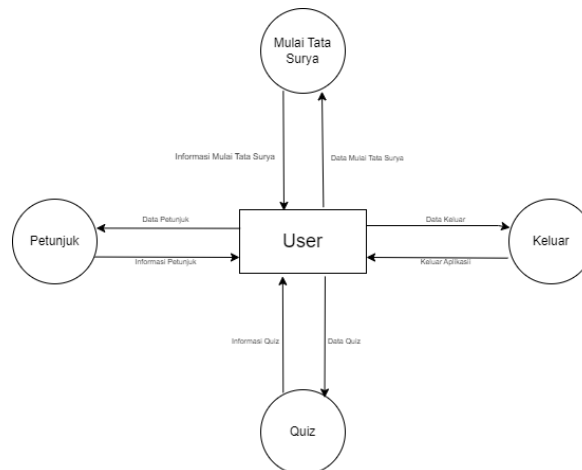 Mulai Tata
Surya
Informasi Mulai Tata Surya
Data Mulai Tata Surya
Data Petunjuk
Data Keluar
Petunjuk
User
Keluar
Informasi Petunjuk
Keluar Aplikasi
Informasi Quiz
Data Quiz
Quiz